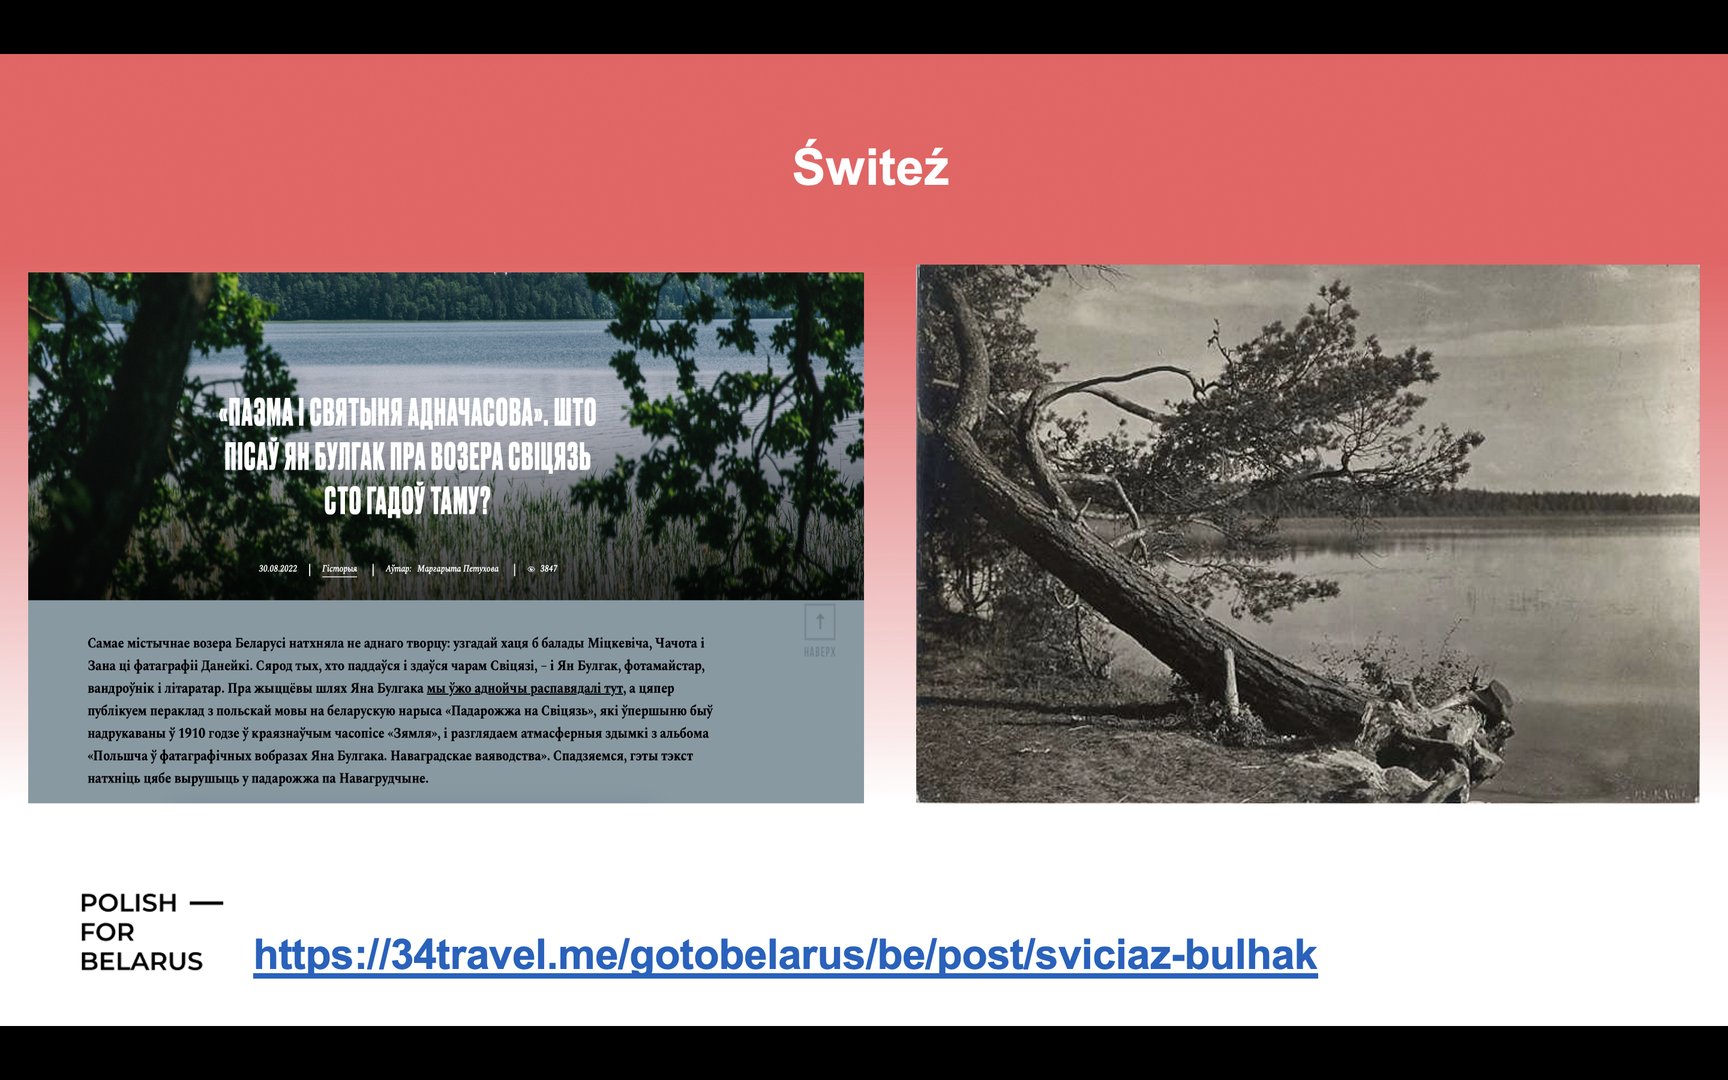 Świteź
«ПАЭМА І СВЯТЫНЯ АДНАЧАСОВА». ШТО
ПІСАЎ ЯН БУЛГАК ПРА ВОЗЕРА СВІЦЯЗЬ
СТО ГАДОЎ ТАМУ?
30.08.2022 | Гісторыя | Аўтар: Маргарыта Петухова | 3847
НАВЕРХ
Самае містычнае возера Беларусі натхняла не аднаго творцу: узгадай хаця б балады Міцкевіча, Чачота і
Зана ці фатаграфіі Данейкі. Сярод тых, хто паддаўся і здаўся чарам Свіцязі, – і Ян Булгак, фотамайстар,
вандроўнік і літаратар. Пра жыццёвы шлях Яна Булгака мы ўжо аднойчы распавядалі тут, а цяпер
публікуем пераклад з польскай мовы на беларускую нарыса «Падарожжа на Свіцязь», які ўпершыню быў
надрукаваны ў 1910 годзе ў краязнаўчым часопісе «Зямля», і разглядаем атмасферныя здымкі з альбома
«Польшча ў фатаграфічных вобразах Яна Булгака. Наваградскае ваяводства». Спадзяемся, гэты тэкст
натхніць цябе вырушыць у падарожжа па Навагрудчыне.
POLISH —
FOR
BELARUS
https://34travel.me/gotobelarus/be/post/sviciaz-bulhak